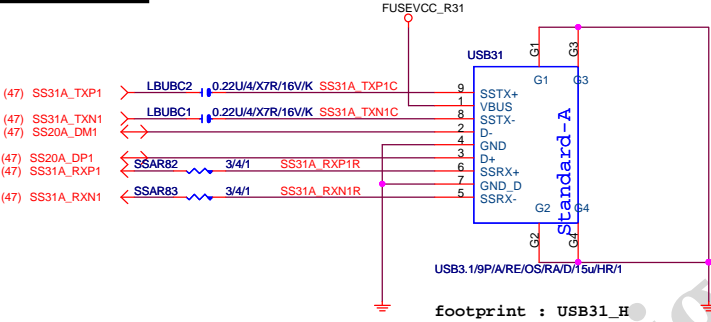 FUSEVCC_R31
USB31
G1 G3
G1 G3
(47) SS31A_TXP1 LBUBC2 0.22U/4/X7R/16V/K SS31A_TXP1C 9 SSTX+
1 VBUS
(47) SS31A_TXN1 LBUBC1 0.22U/4/X7R/16V/K SS31A_TXN1C 8 SSTX-
(47) SS20A_DM1 2 D-
4 GND
(47) SS20A_DP1 3 D+
(47) SS31A_RXP1 SSAR82 3/4/1 SS31A_RXP1R 6 SSRX+
7 GND_D
(47) SS31A_RXN1 SSAR83 3/4/1 SS31A_RXN1R 5 SSRX-
Standard-A
G2 G4
G2 G4
USB3.1/9P/A/RE/OS/RA/D/15u/HR/1
footprint : USB31_H